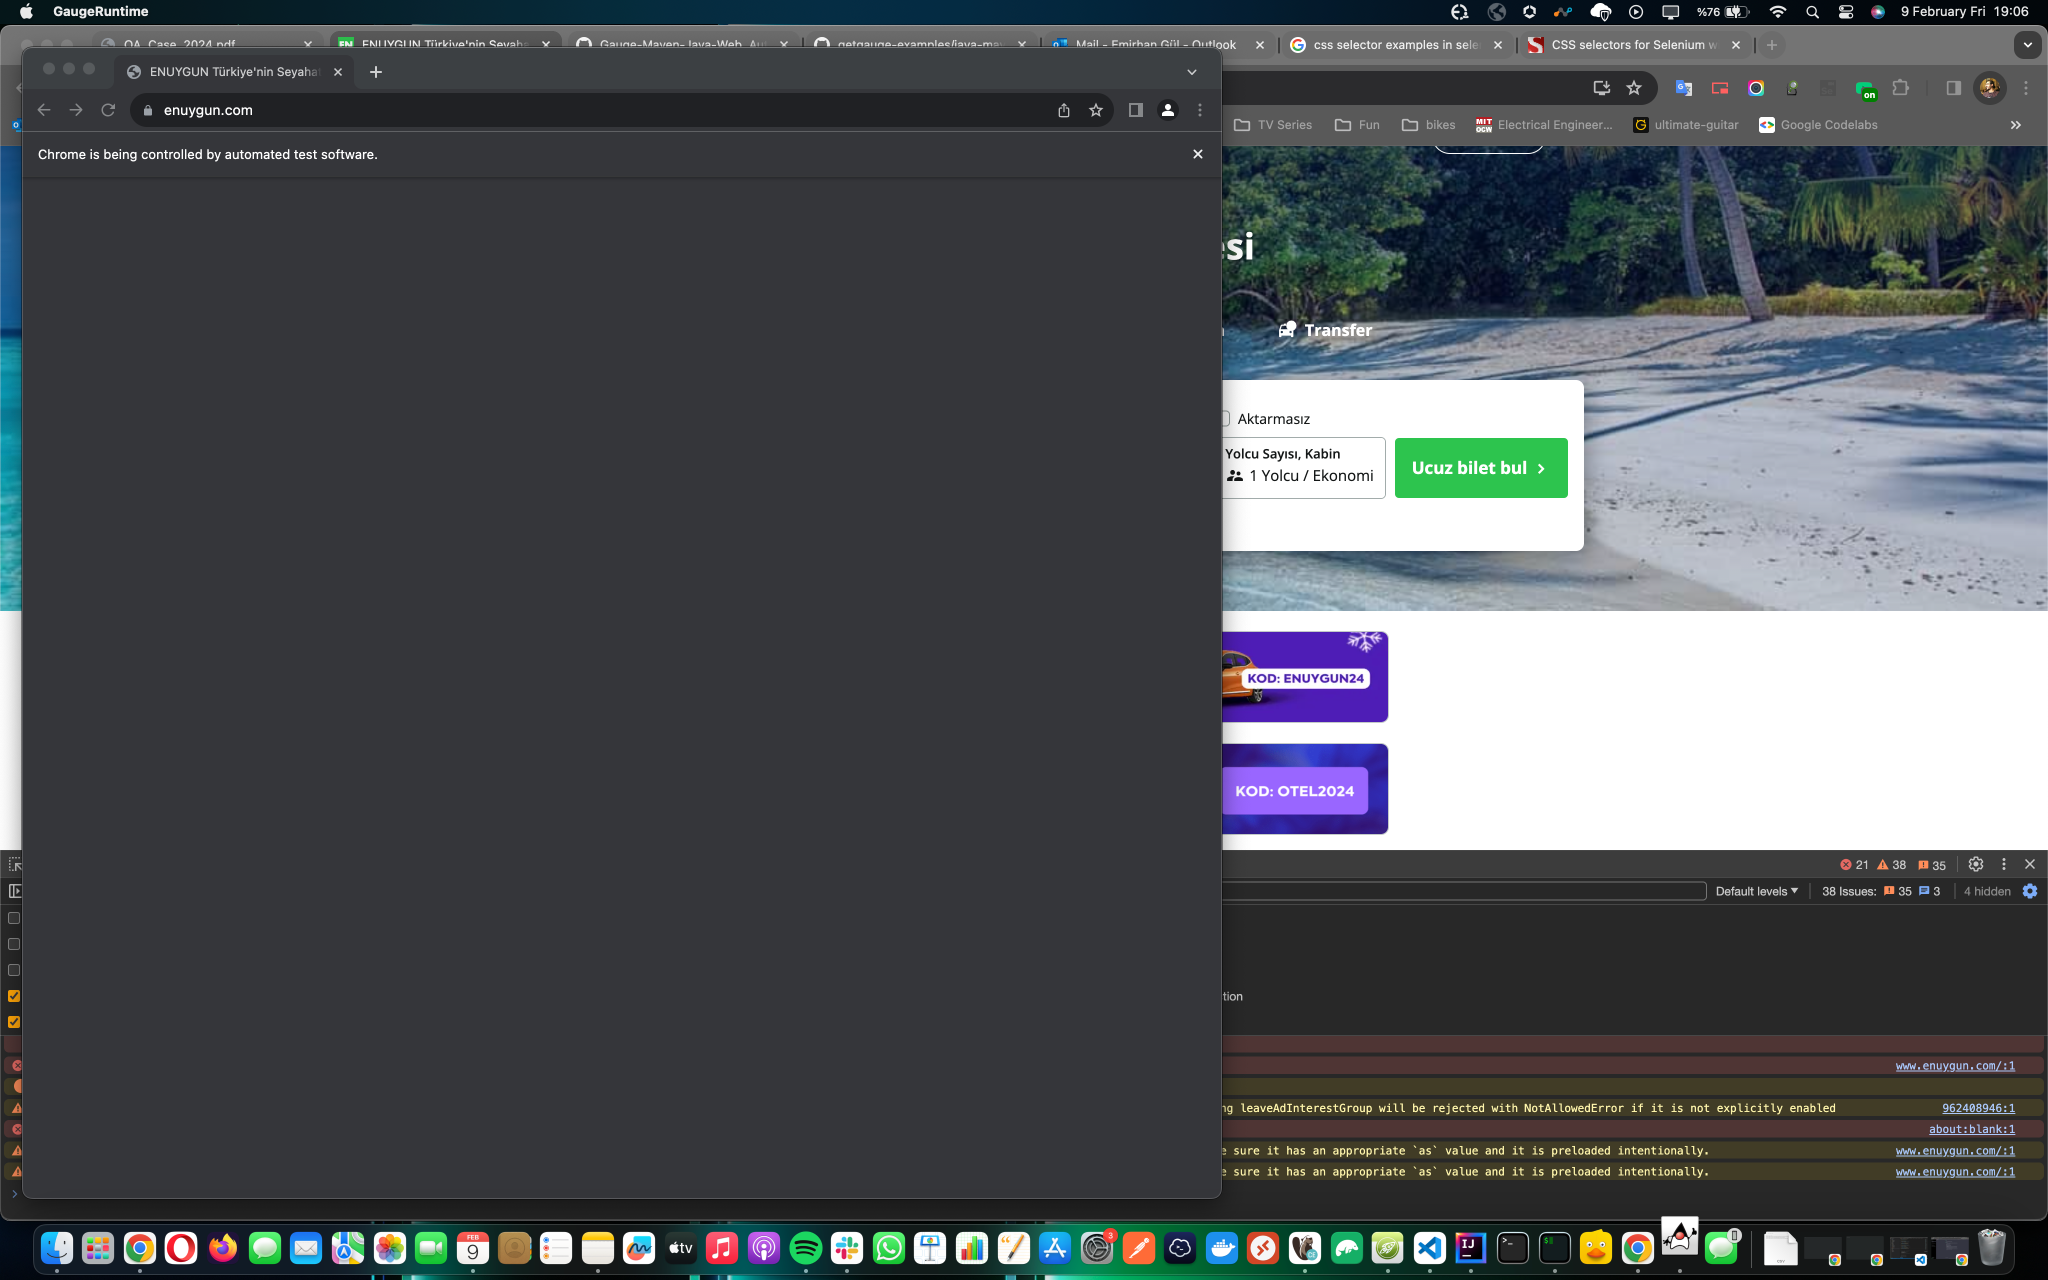 GaugeRuntime
%76
9 February Fri 19:06
QA_Case_2024.pdf
ENUYGUN Türkiye'nin Seyaha
Gauge-Maven-Java-Web_Au
getgauge-examples/java-ma
Mail - Emirhan Gül - Outlook
css selector examples in sele
CSS selectors for Selenium w
ENUYGUN Türkiye'nin Seyahat
enuygun.com
on
TV Series
Fun
bikes
MIT OCW
Electrical Engineer...
ultimate-guitar
Google Codelabs
Chrome is being controlled by automated test software.
esi
Transfer
Aktarmasız
Yolcu Sayısı, Kabin
1 Yolcu / Ekonomi
Ucuz bilet bul
KOD: ENUYGUN24
KOD: OTEL2024
21
38
35
Default levels
38 Issues:
35
3
4 hidden
tion
www.enuygun.com/:1
ng leaveAdInterestGroup will be rejected with NotAllowedError if it is not explicitly enabled
962408946:1
about:blank:1
e sure it has an appropriate `as` value and it is preloaded intentionally.
www.enuygun.com/:1
e sure it has an appropriate `as` value and it is preloaded intentionally.
www.enuygun.com/:1
FEB
9
tv
3
IJ